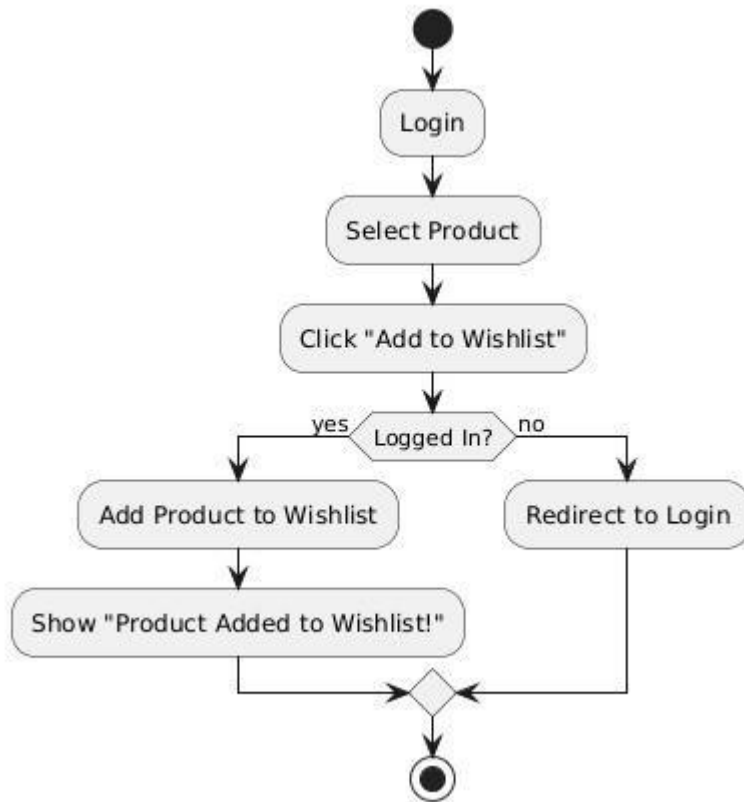 Login
Select Product
Click "Add to Wishlist"
yes
Logged In?
no
Add Product to Wishlist
Redirect to Login
Show "Product Added to Wishlist!"